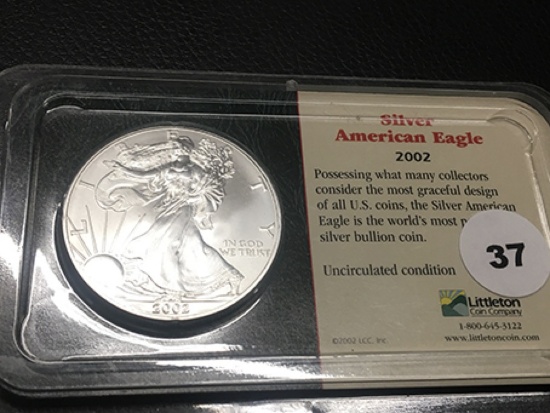 LIBERTY
IN GOD
WE TRUST
2002
Silver
American Eagle
2002
Possessing what many collectors
consider the most graceful design
of all U.S. coins, the Silver American
Eagle is the world's most
silver bullion coin.
Uncirculated condition
37
Littleton
Coin Company
1-800-645-3122
©2002 LCC, Inc.
www.littletoncoin.com